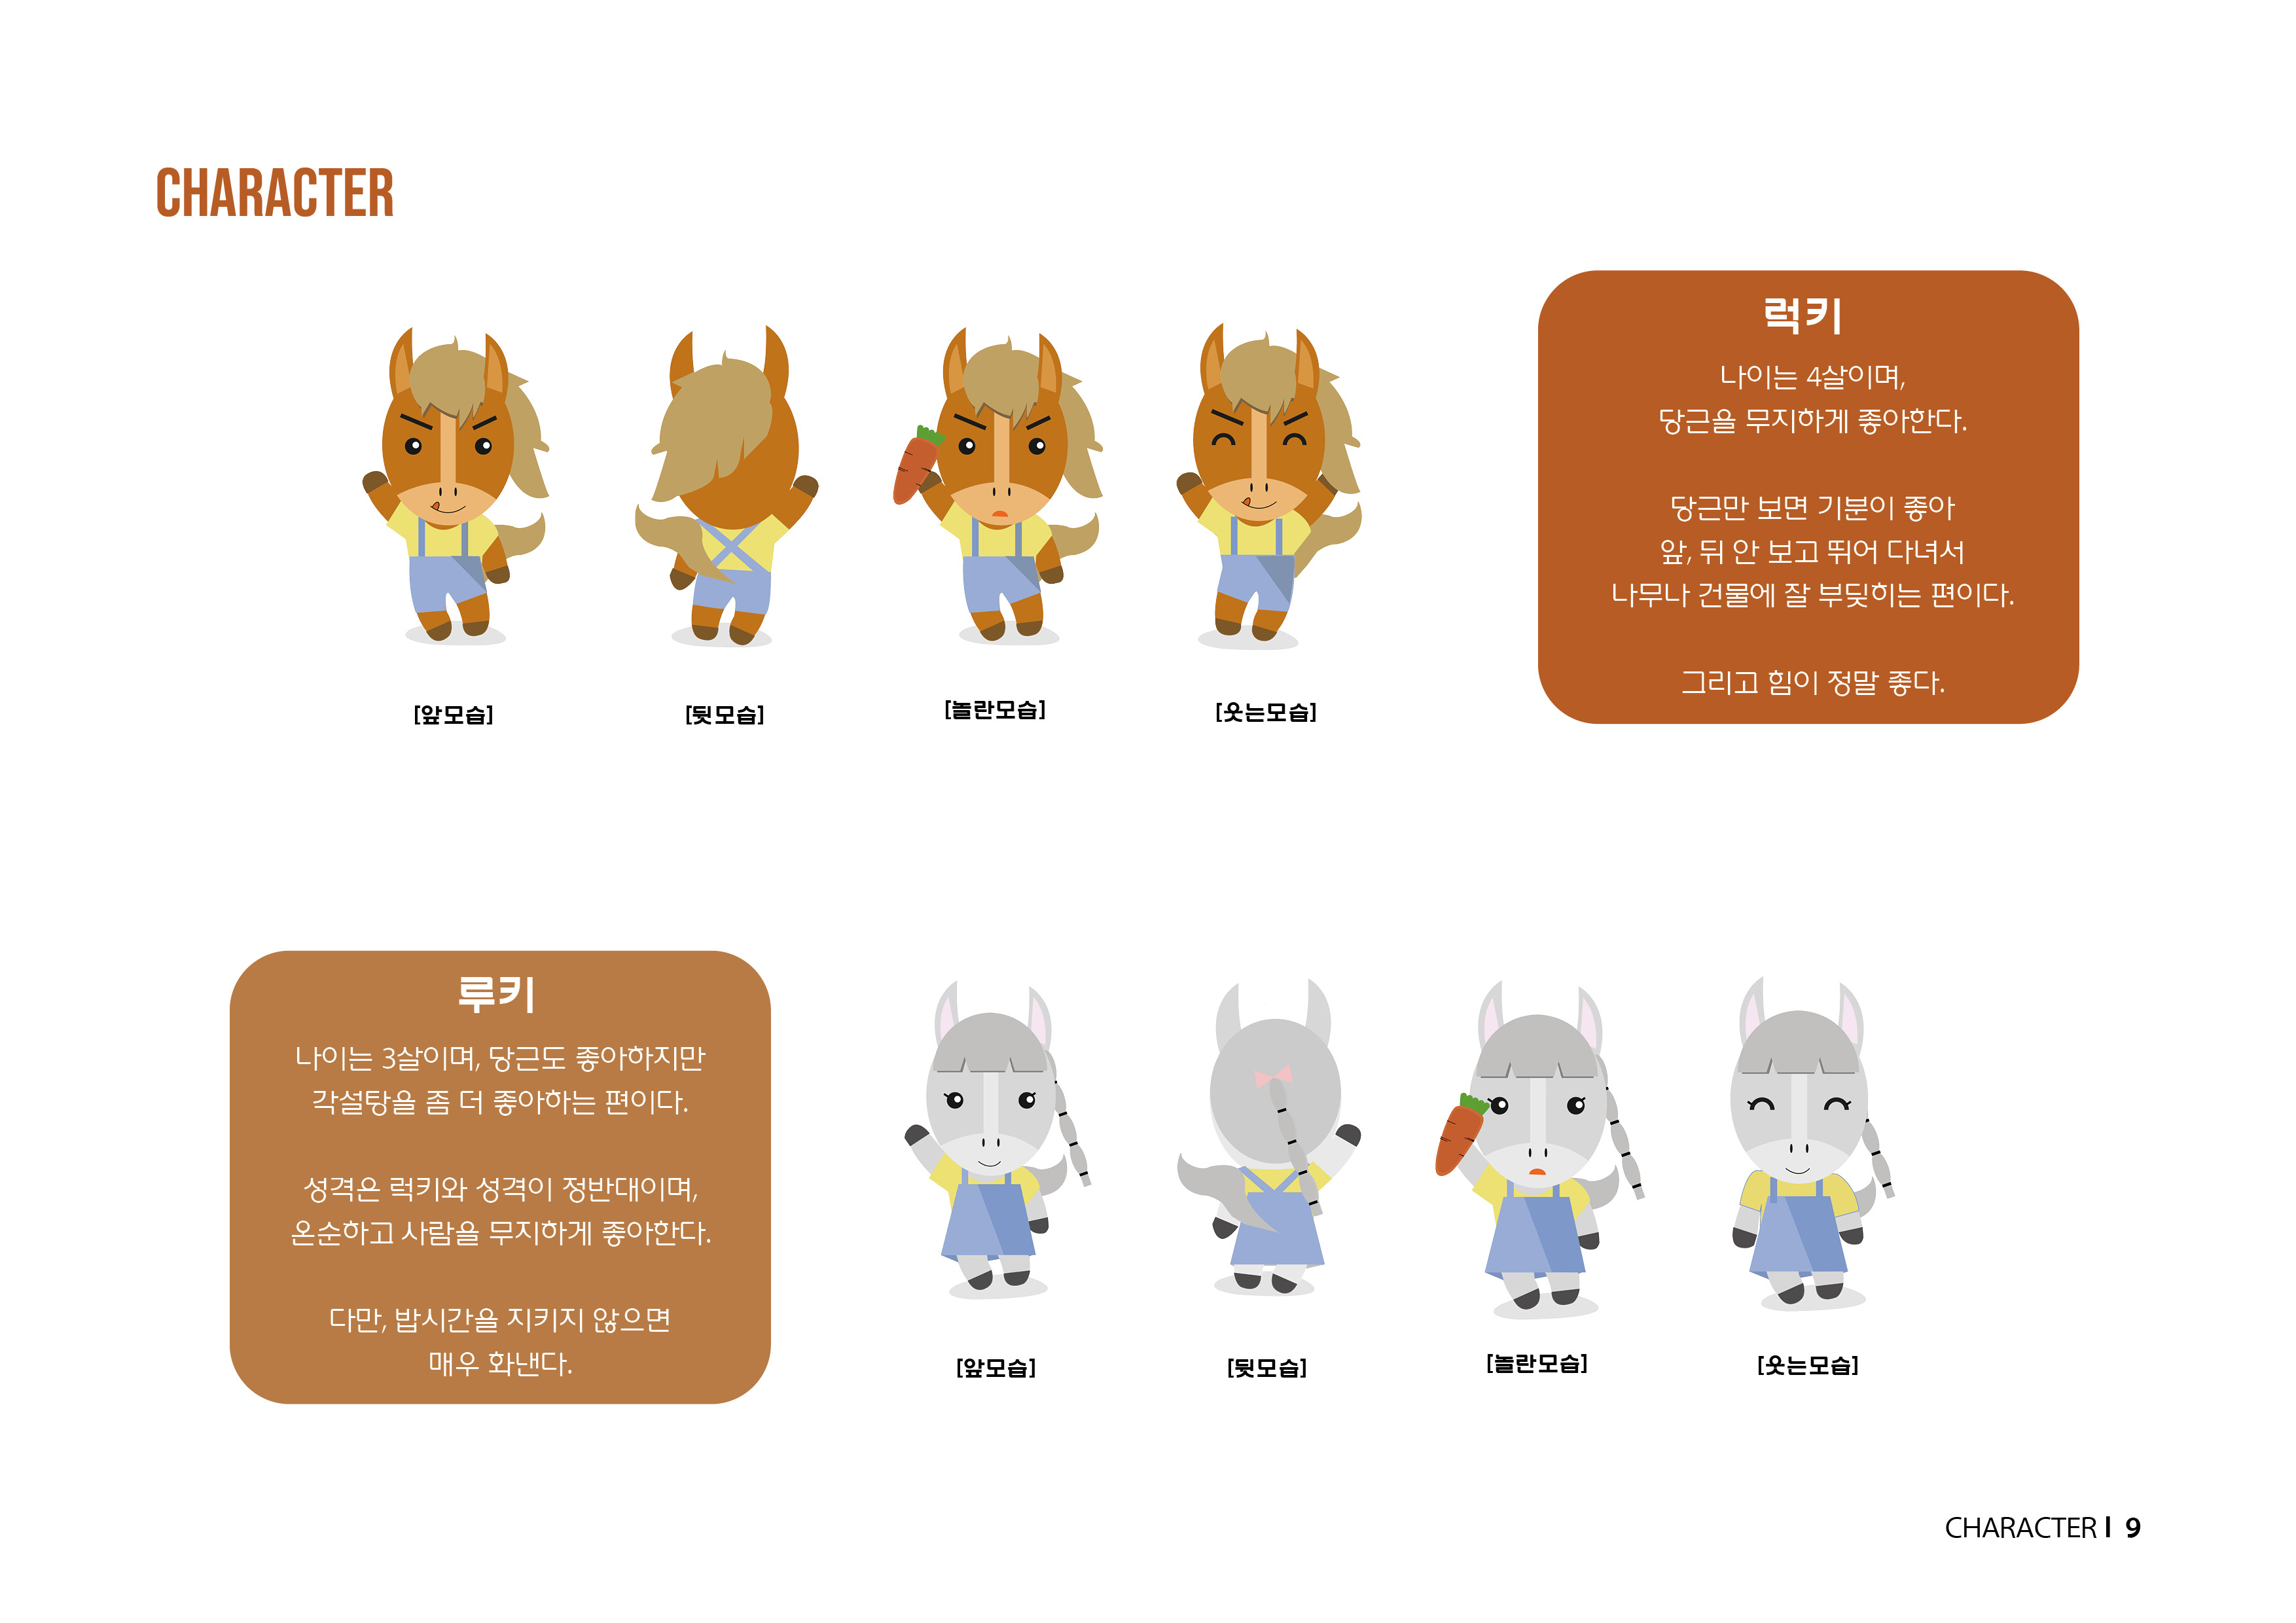 CHARACTER
럭키
나이는 4살이며,
당근을 무지하게 좋아한다.
당근만 보면 기분이 좋아
앞, 뒤 안 보고 뛰어 다녀서
나무나 건물에 잘 부딪히는 편이다.
그리고 힘이 정말 좋다.
[앞모습]
[뒷모습]
[놀란모습]
[웃는모습]
루키
나이는 3살이며, 당근도 좋아하지만
각설탕을 좀 더 좋아하는 편이다.
성격은 럭키와 성격이 정반대이며,
온순하고 사람을 무지하게 좋아한다.
다만, 밥시간을 지키지 않으면
매우 화낸다.
[앞모습]
[뒷모습]
[놀란모습]
[웃는모습]
CHARACTER | 9